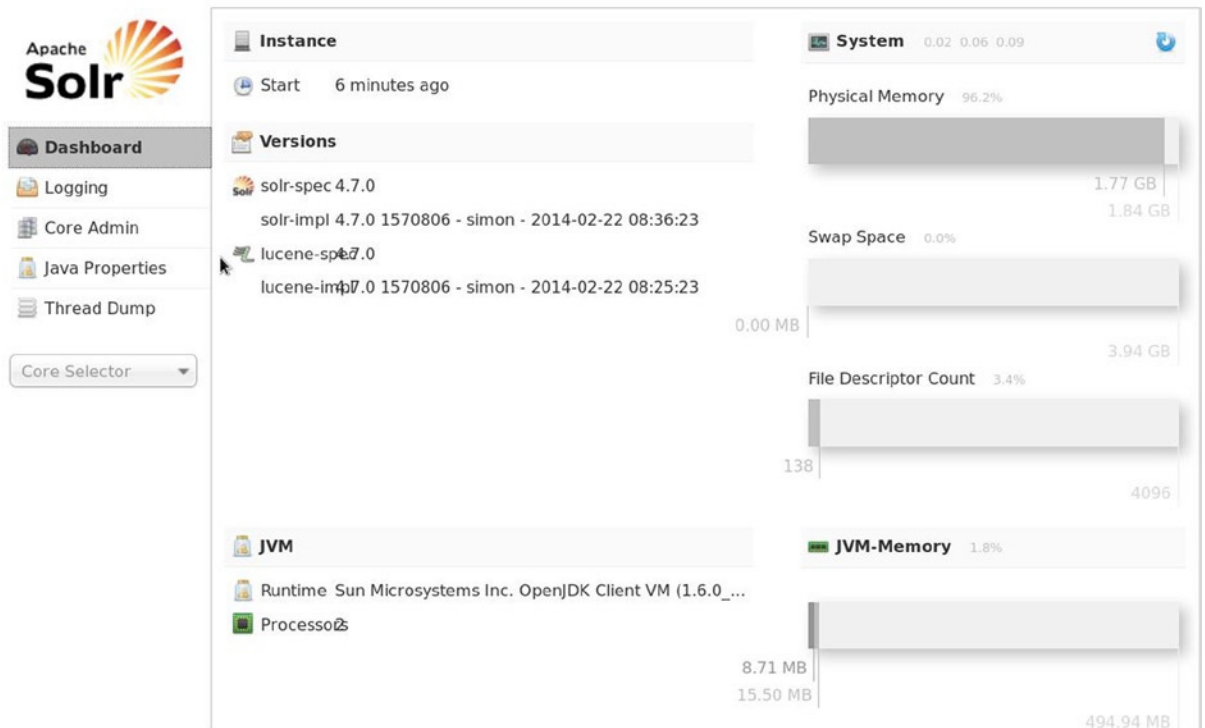 Apache
Solr
Dashboard
Logging
Core Admin
Java Properties
Thread Dump
Core Selector
Instance
Start 6 minutes ago
Versions
solr-spec 4.7.0
solr-impl 4.7.0 1570806 - simon - 2014-02-22 08:36:23
lucene-spec 4.7.0
lucene-impl 4.7.0 1570806 - simon - 2014-02-22 08:25:23
JVM
Runtime Sun Microsystems Inc. OpenJDK Client VM (1.6.0_...
Processors 2
System 0.02 0.06 0.09
Physical Memory 96.2%
1.77 GB
1.84 GB
Swap Space 0.0%
0.00 MB
3.94 GB
File Descriptor Count 3.4%
138
4096
JVM-Memory 1.8%
8.71 MB
15.50 MB
494.94 MB